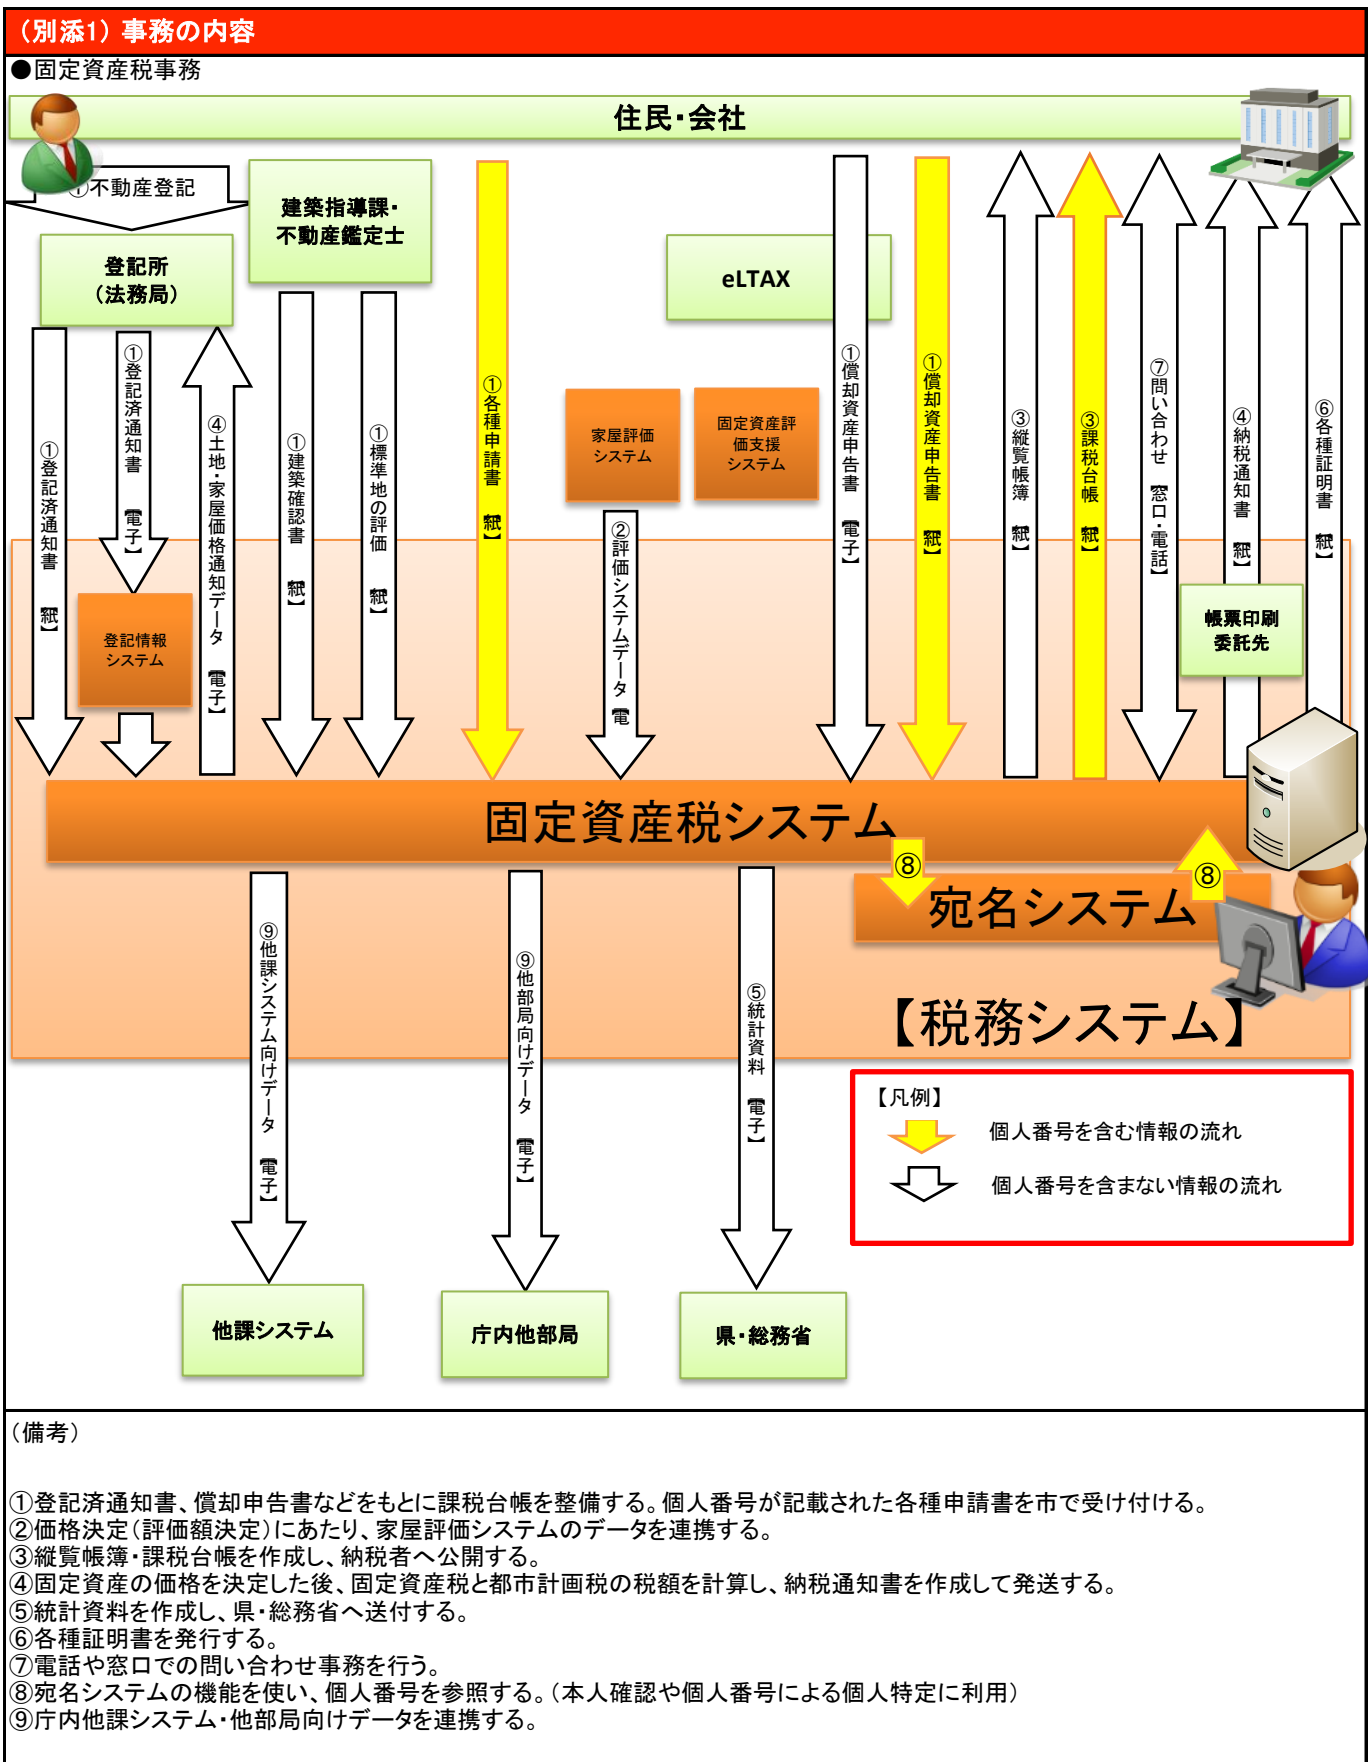 （別添1）事務の内容
●固定資産税事務
住民・会社
①不動産登記
建築指導課・
不動産鑑定士
登記所
（法務局）
eLTAX
①登記済通知書　【紙】
①登記済通知書　【電子】
④土地・家屋価格通知データ　【電子】
①建築確認書　【紙】
①標準地の評価　【紙】
①各種申請書　【紙】
家屋評価
システム
固定資産評
価支援
システム
②評価システムデータ【電
①償却資産申告書　【電子】
①償却資産申告書　【紙】
③縦覧帳簿　【紙】
③課税台帳　【紙】
⑦問い合わせ　【窓口・電話】
④納税通知書　【紙】
⑥各種証明書　【紙】
登記情報
システム
帳票印刷
委託先
固定資産税システム
⑧
⑧
宛名システム
【税務システム】
⑨他課システム向けデータ　【電子】
⑨他部局向けデータ　【電子】
⑤統計資料　【電子】
【凡例】
個人番号を含む情報の流れ
個人番号を含まない情報の流れ
他課システム
庁内他部局
県・総務省
（備考）
①登記済通知書、償却申告書などをもとに課税台帳を整備する。個人番号が記載された各種申請書を市で受け付ける。
②価格決定（評価額決定）にあたり、家屋評価システムのデータを連携する。
③縦覧帳簿・課税台帳を作成し、納税者へ公開する。
④固定資産の価格を決定した後、固定資産税と都市計画税の税額を計算し、納税通知書を作成して発送する。
⑤統計資料を作成し、県・総務省へ送付する。
⑥各種証明書を発行する。
⑦電話や窓口での問い合わせ事務を行う。
⑧宛名システムの機能を使い、個人番号を参照する。（本人確認や個人番号による個人特定に利用）
⑨庁内他課システム・他部局向けデータを連携する。